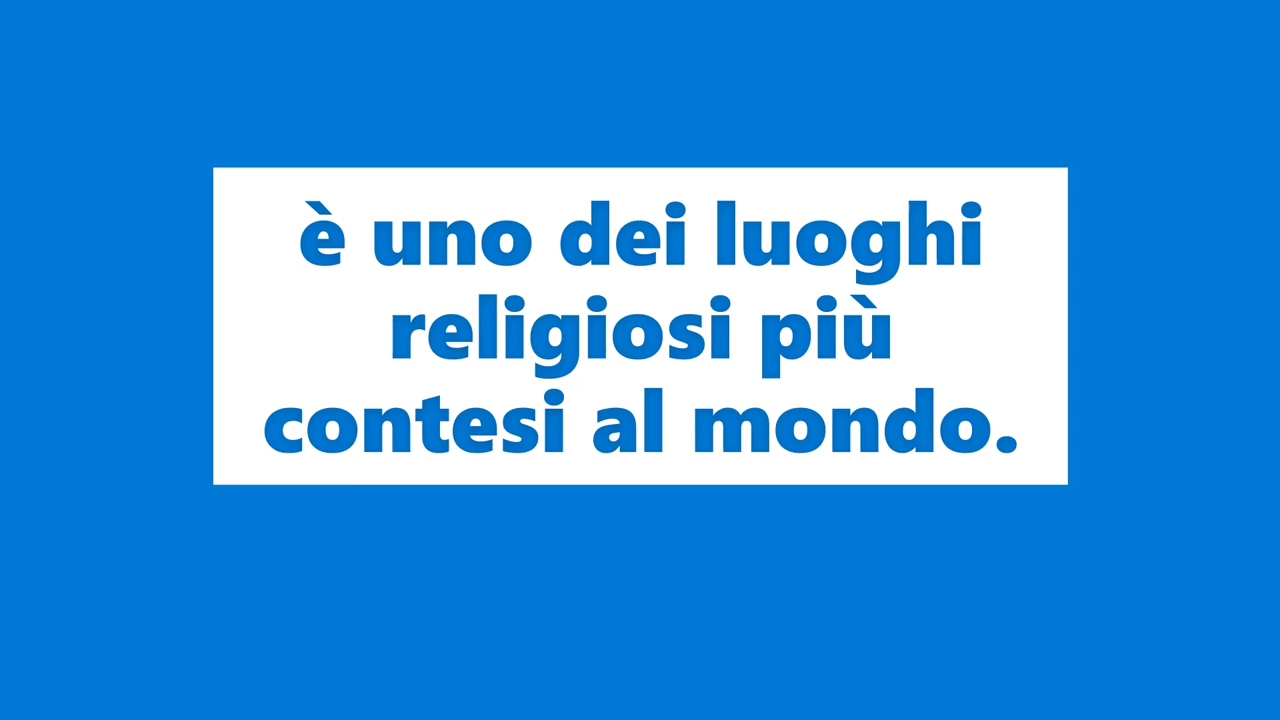 è uno dei luoghi
religiosi più
contesi al mondo.